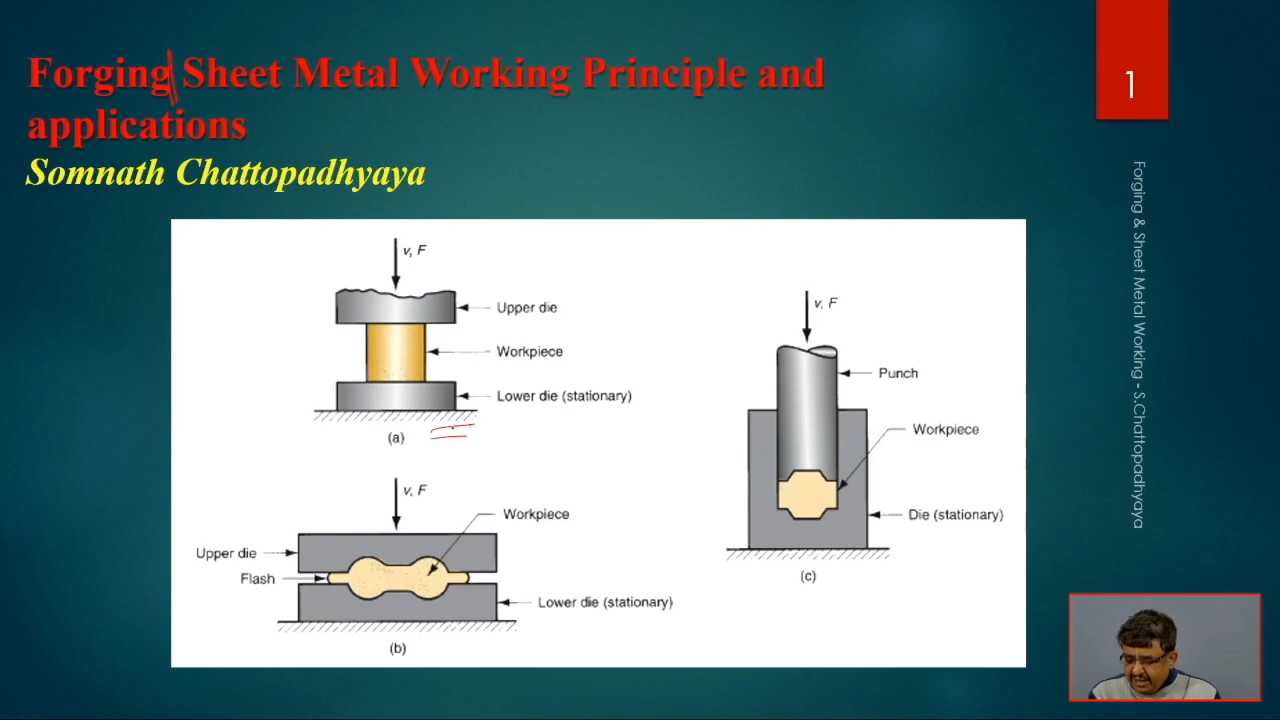 Forging Sheet Metal Working Principle and
applications
Somnath Chattopadhyaya
1
Forging & Sheet Metal Working - S.Chattopadhyaya
v, F
Upper die
Workpiece
Lower die (stationary)
(a)
v, F
Workpiece
Upper die
Flash
Lower die (stationary)
(b)
v, F
Punch
Workpiece
Die (stationary)
(c)